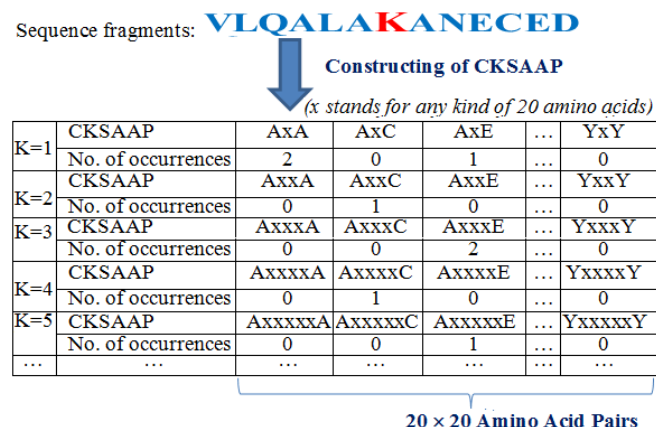 Sequence fragments: VLQALAKANECED
Constructing of CKSAAP
(x stands for any kind of 20 amino acids)
K=1 CKSAAP AxA AxC AxE ... YxY
No. of occurrences 2 0 1 ... 0
K=2 CKSAAP AxxA AxxC AxxE ... YxxY
No. of occurrences 0 1 0 ... 0
K=3 CKSAAP AxxxA AxxxC AxxxE ... YxxxY
No. of occurrences 0 0 2 ... 0
K=4 CKSAAP AxxxxA AxxxxC AxxxxE ... YxxxxY
No. of occurrences 0 1 0 ... 0
K=5 CKSAAP AxxxxxA AxxxxxC AxxxxxE ... YxxxxxY
No. of occurrences 0 0 1 ... 0
... ... ... ... ... ... ...
20 × 20 Amino Acid Pairs